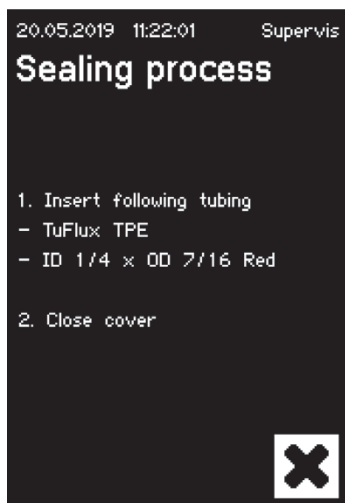 20.05.2019 11:22:01 Supervis
Sealing process
1. Insert following tubing
- TuFlux TPE
- ID 1/4 x OD 7/16 Red
2. Close cover